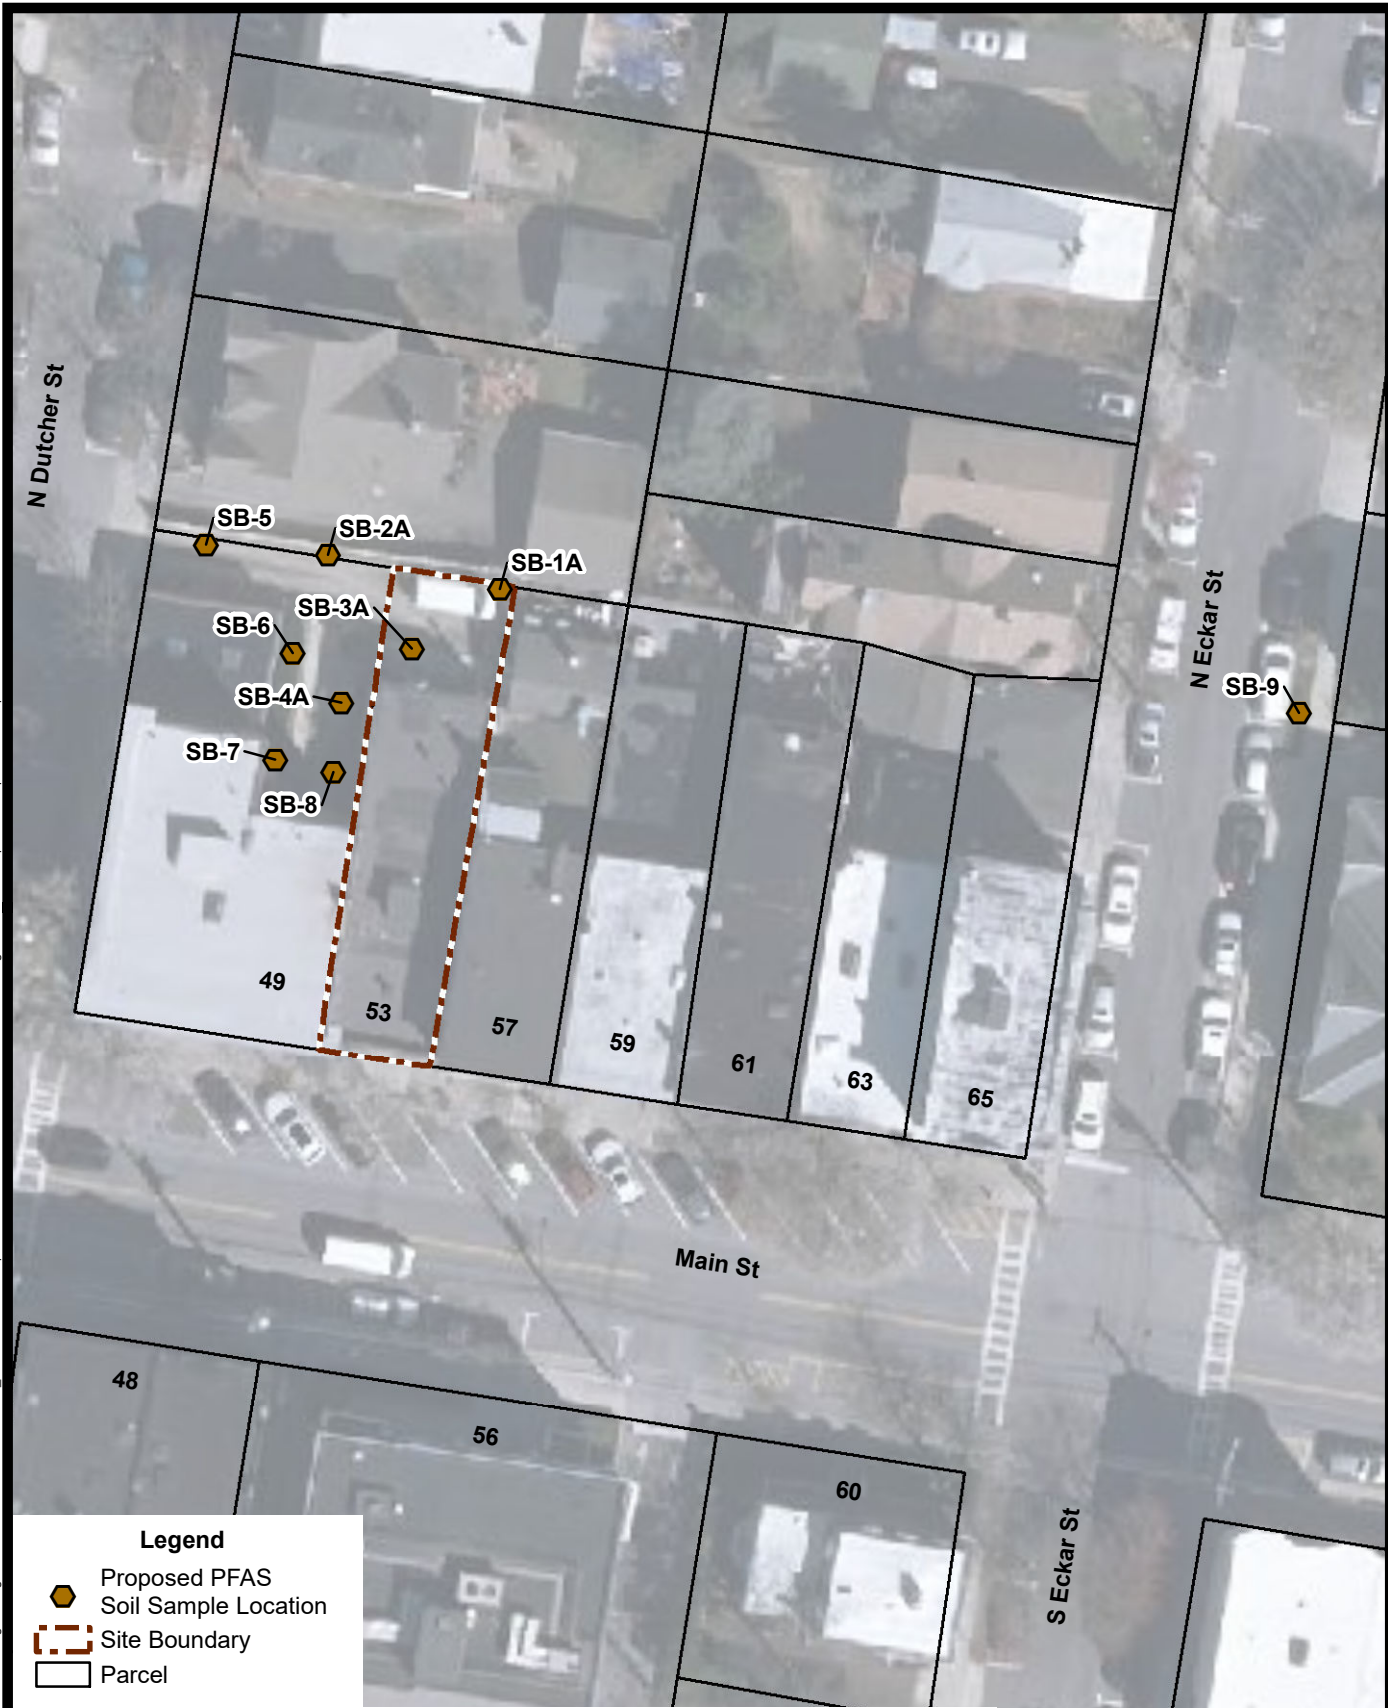 N Dutcher St
SB-5
SB-2A
SB-1A
SB-3A
SB-6
SB-4A
SB-7
SB-8
N Eckar St
SB-9
49
53
57
59
61
63
65
Main St
48
56
60
S Eckar St
Legend
Proposed PFAS
Soil Sample Location
Site Boundary
Parcel